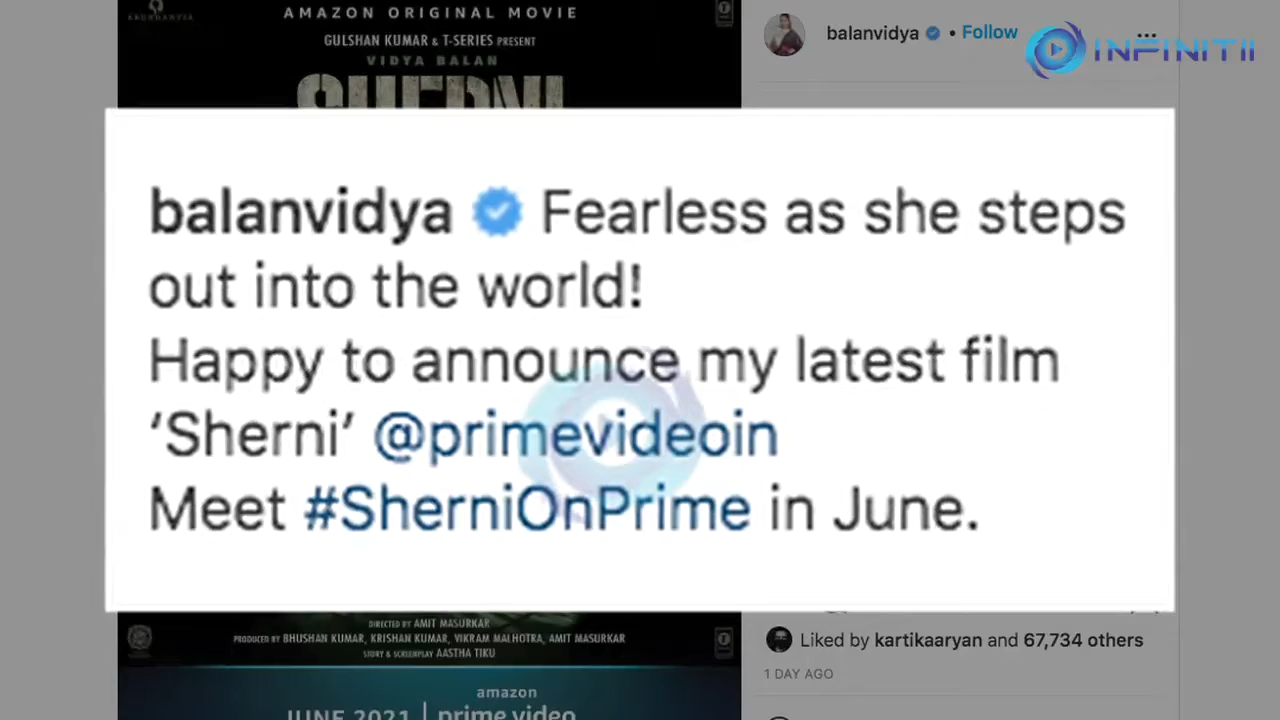 ABUNDANTIA
AMAZON ORIGINAL MOVIE
GULSHAN KUMAR & T-SERIES PRESENT
VIDYA BALAN
SHERNI
balanvidya • Follow
...
INFINITII
balanvidya Fearless as she steps
out into the world!
Happy to announce my latest film
‘Sherni’ @primevideoin
Meet #SherniOnPrime in June.
DIRECTED BY AMIT MASURKAR
PRODUCED BY BHUSHAN KUMAR, KRISHAN KUMAR, VIKRAM MALHOTRA, AMIT MASURKAR
STORY & SCREENPLAY AASTHA TIKU
JUNE 2021 | amazon prime video
Liked by kartikaaryan and 67,734 others
1 DAY AGO